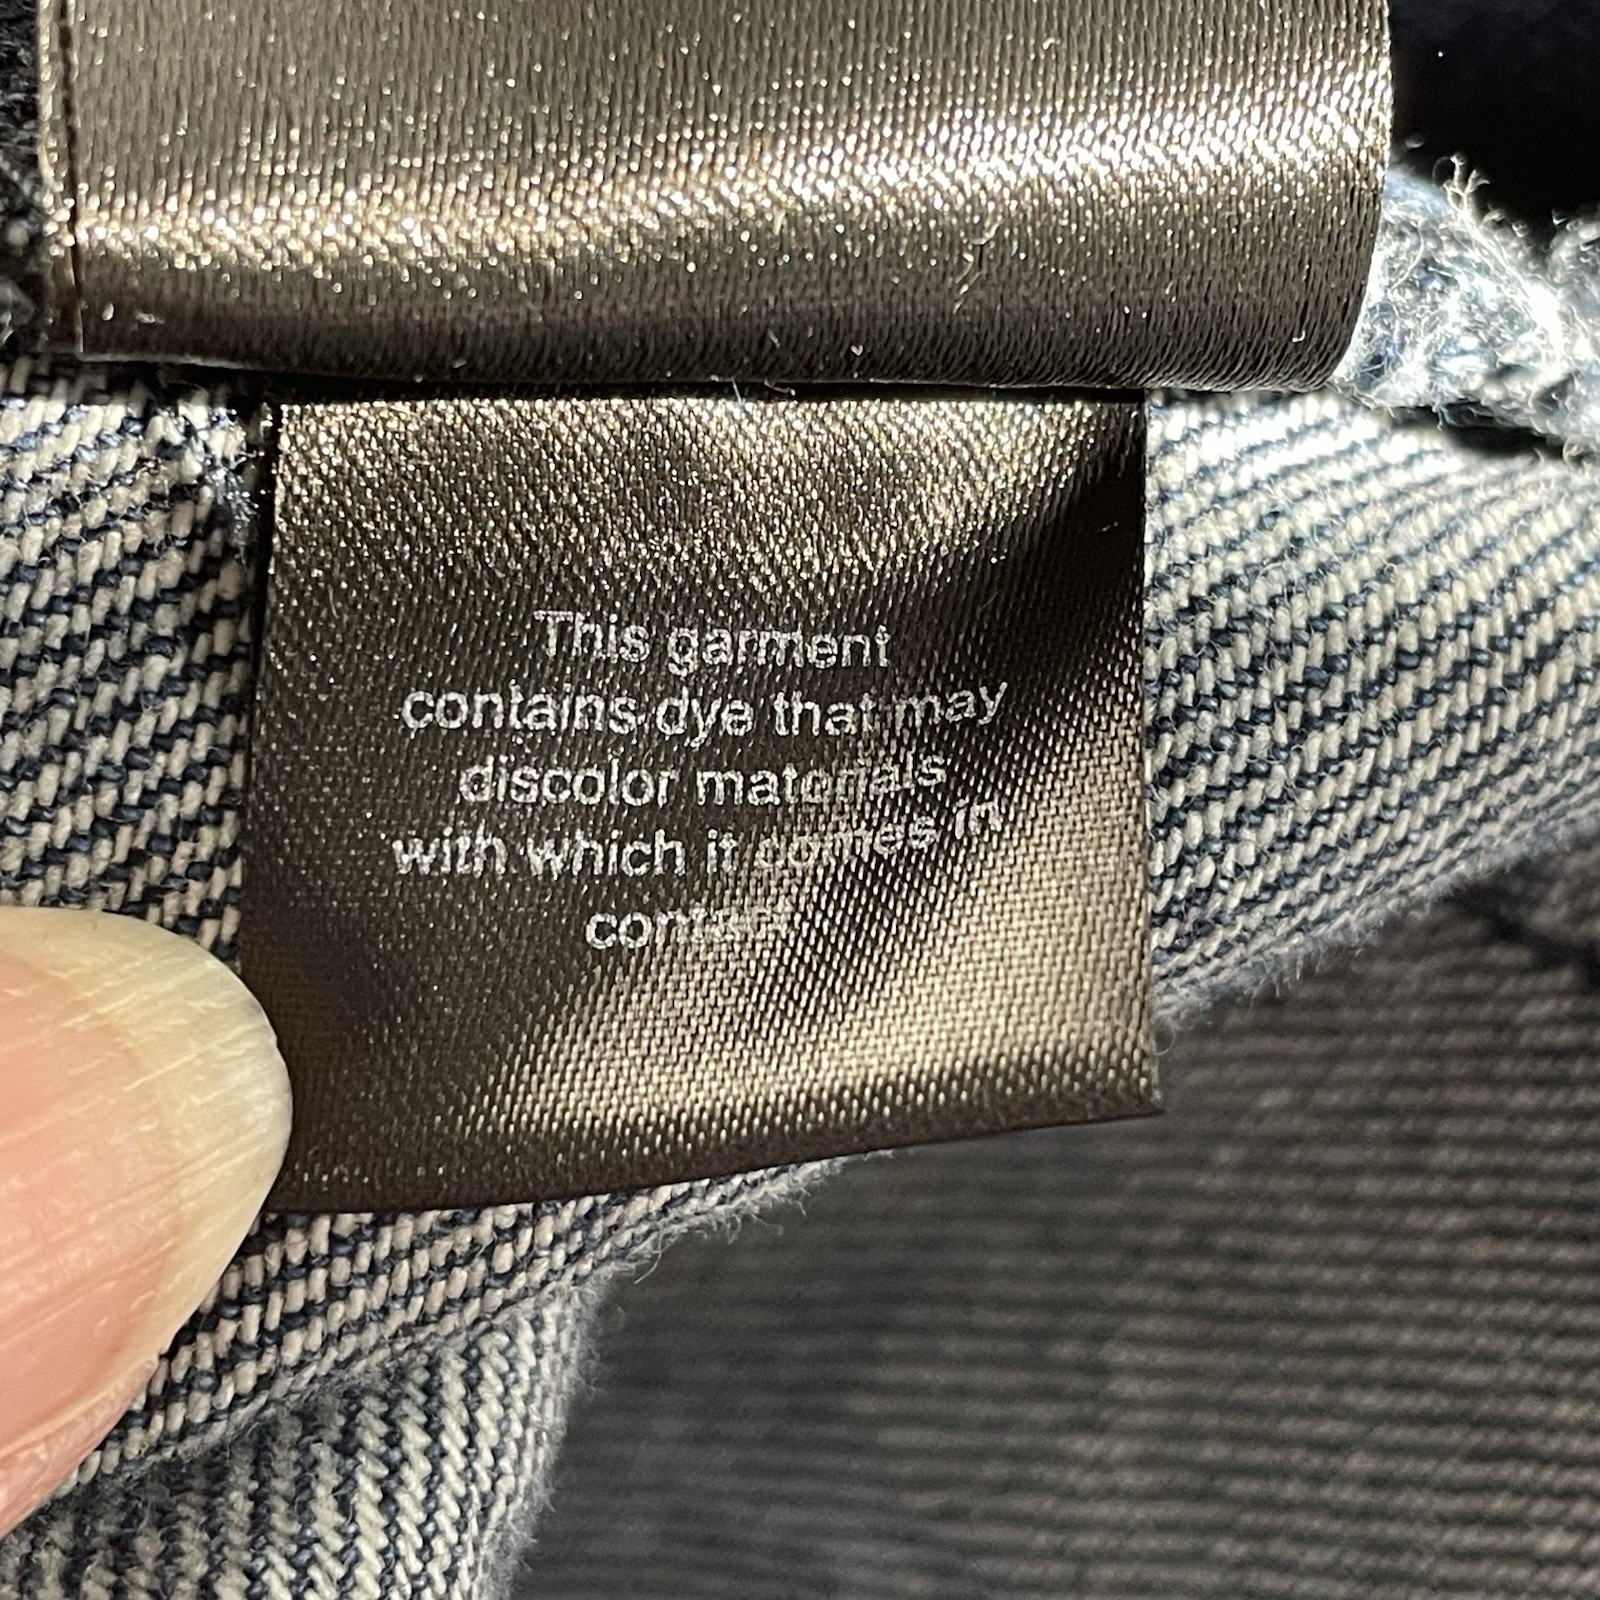 This garment
contains dye that may
discolor materials
with which it comes in
contact